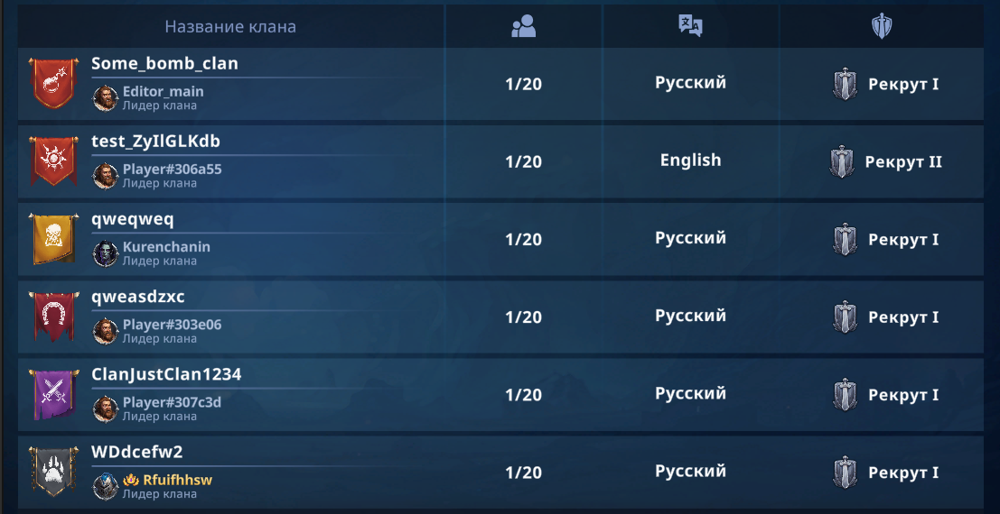 Название клана
Some_bomb_clan
Editor_main
Лидер клана
1/20
Русский
Рекрут I
test_ZyIlGLKdb
Player#306a55
Лидер клана
1/20
English
Рекрут II
qweqweq
Kurenchanin
Лидер клана
1/20
Русский
Рекрут I
qweasdzxc
Player#303e06
Лидер клана
1/20
Русский
Рекрут I
ClanJustClan1234
Player#307c3d
Лидер клана
1/20
Русский
Рекрут I
WDdcefw2
Rfuifhhsw
Лидер клана
1/20
Русский
Рекрут I